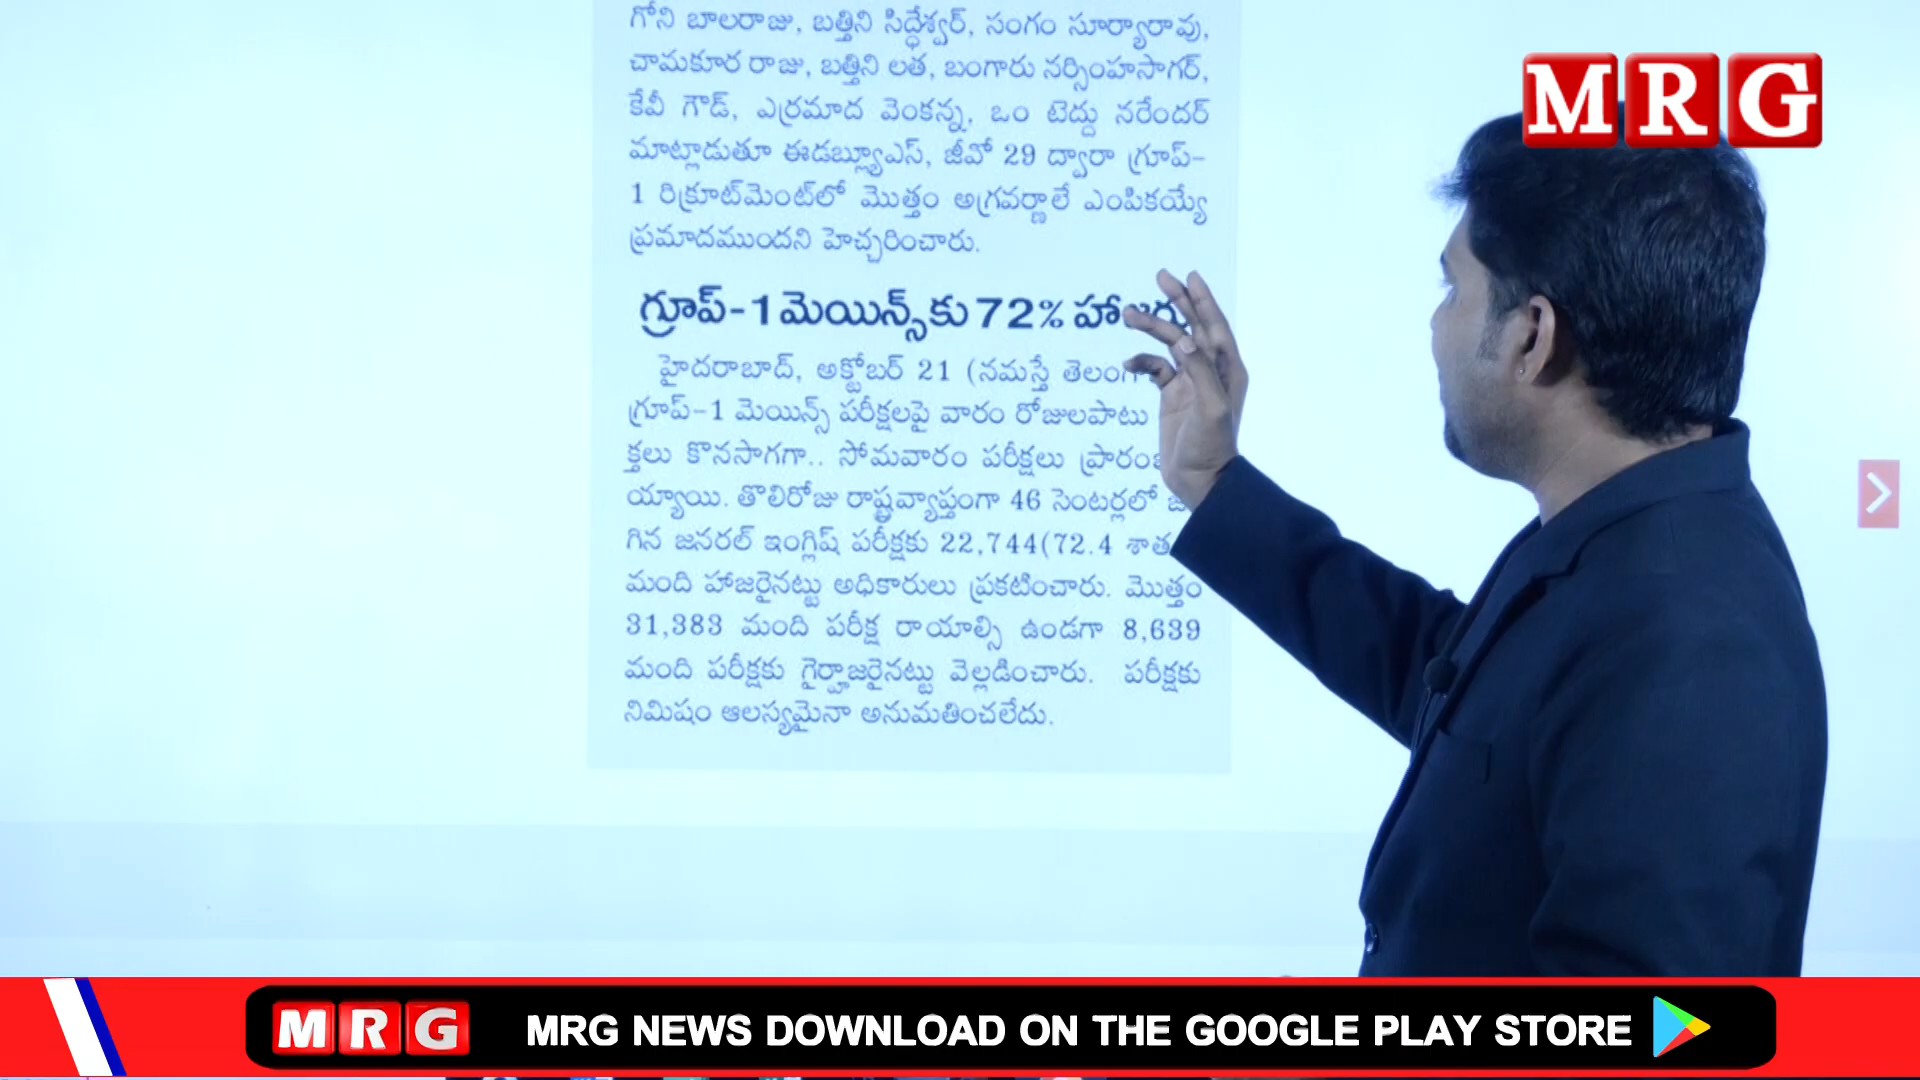 గోని బాలరాజు, బత్తిని సిద్ధేశ్వర్, సంగం సూర్యారావు,
చామకూర రాజు, బత్తిని లత, బంగారు నర్సింహసాగర్,
కేవీ గౌడ్, ఎర్రమాద వెంకన్న, ఒం టెద్దు నరేందర్
మాట్లాడుతూ ఈడబ్ల్యూఎస్, జీవో 29 ద్వారా గ్రూప్-
1 రిక్రూట్‌మెంట్‌లో మొత్తం అగ్రవర్ణాలే ఎంపికయ్యే
ప్రమాదముందని హెచ్చరించారు.
గ్రూప్-1 మెయిన్స్‌కు 72%
హైదరాబాద్, అక్టోబర్ 21 (నమస్తే
గ్రూప్-1 మెయిన్స్ పరీక్షలపై వారం రోజులపాటు
క్తలు కొనసాగగా.. సోమవారం పరీక్షలు
య్యాయి. తొలిరోజు రాష్ట్రవ్యాప్తంగా 46 సెంటర్లలో
గిన జనరల్ ఇంగ్లిష్ పరీక్షకు 22,744(72.4
మంది హాజరైనట్టు అధికారులు ప్రకటించారు. మొత్తం
31,383 మంది పరీక్ష రాయాల్సి ఉండగా 8,639
మంది పరీక్షకు గైర్హాజరైనట్టు వెల్లడించారు. పరీక్షకు
నిమిషం ఆలస్యమైనా అనుమతించలేదు.
MRG
MRG
MRG NEWS DOWNLOAD ON THE GOOGLE PLAY STORE